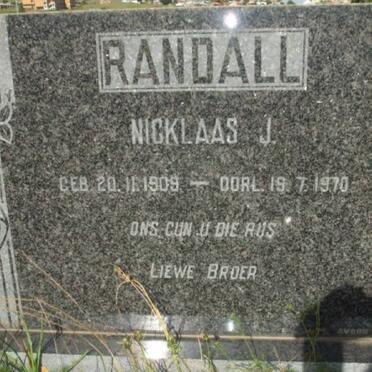 RANDALL
NICKLAAS J.
GEB. 20.11.1909 — OORL. 19.7.1970
ONS GUN U DIE RUS
LIEWE BROER